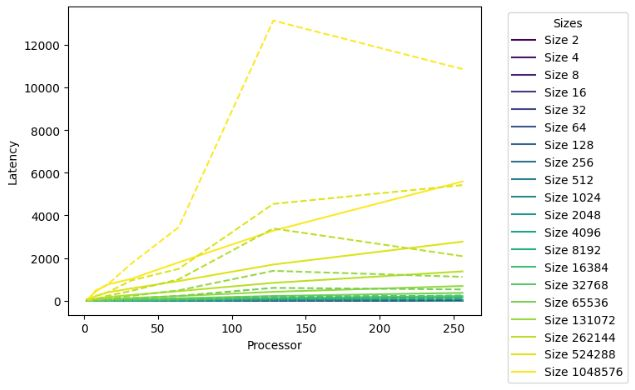 12000
10000
8000
6000
4000
2000
0
Latency
0 50 100 150 200 250
Processor
Sizes
Size 2
Size 4
Size 8
Size 16
Size 32
Size 64
Size 128
Size 256
Size 512
Size 1024
Size 2048
Size 4096
Size 8192
Size 16384
Size 32768
Size 65536
Size 131072
Size 262144
Size 524288
Size 1048576